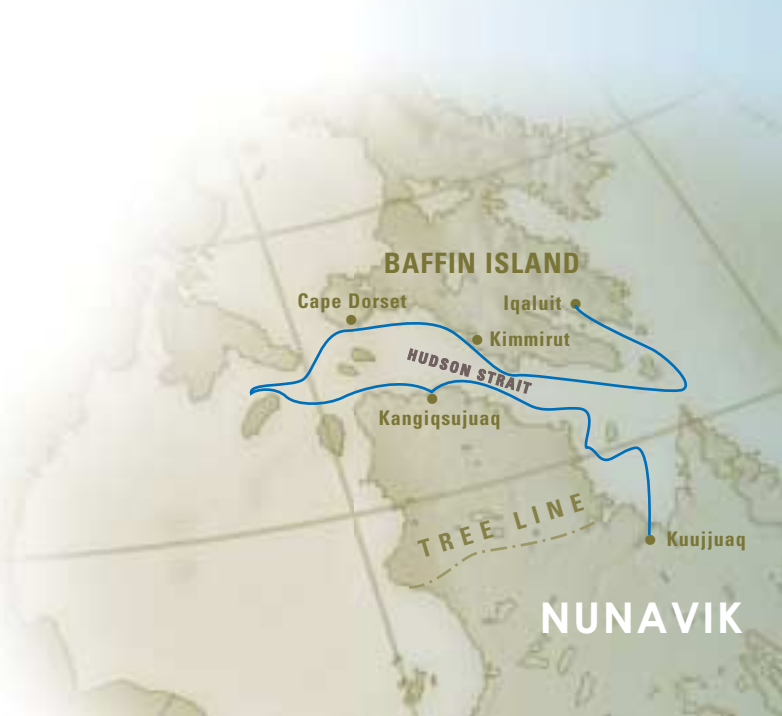 BAFFIN ISLAND
Cape Dorset
Iqaluit
Kimmirut
HUDSON STRAIT
Kangiqsujuaq
TREE LINE
Kuujjuaq
NUNAVIK